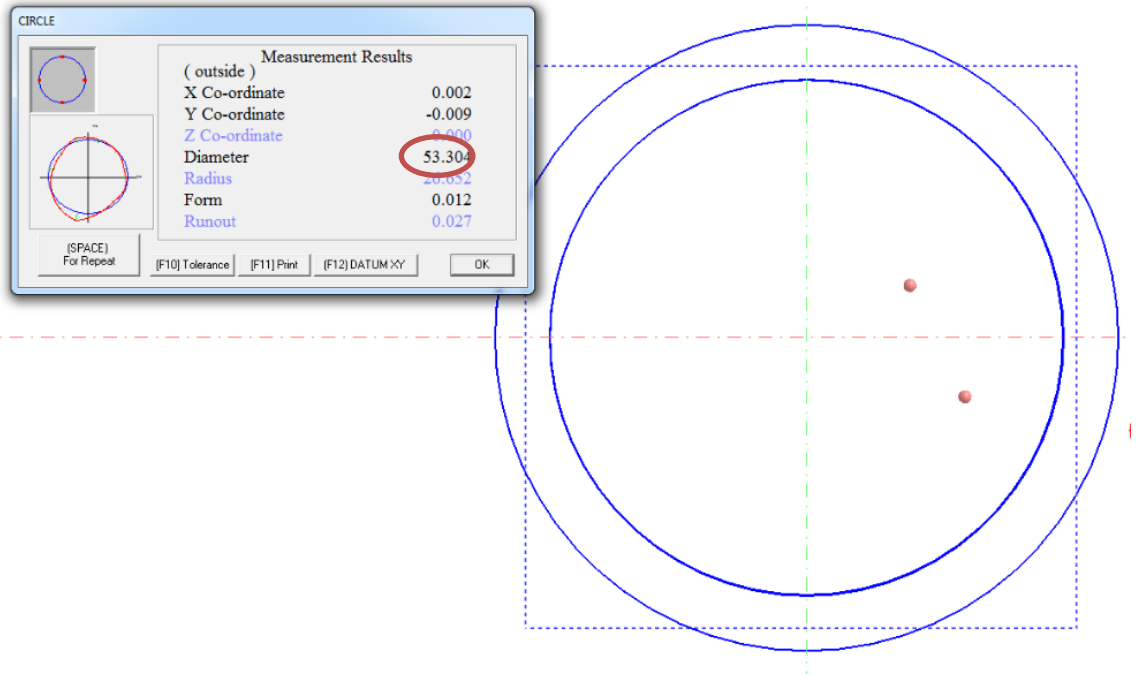 CIRCLE
Measurement Results
( outside )
X Co-ordinate 0.002
Y Co-ordinate -0.009
Z Co-ordinate 0.000
Diameter 53.304
Radius 26.652
Form 0.012
Runout 0.027
(SPACE)
For Repeat
[F10] Tolerance [F11] Print (F12) DATUM XY OK